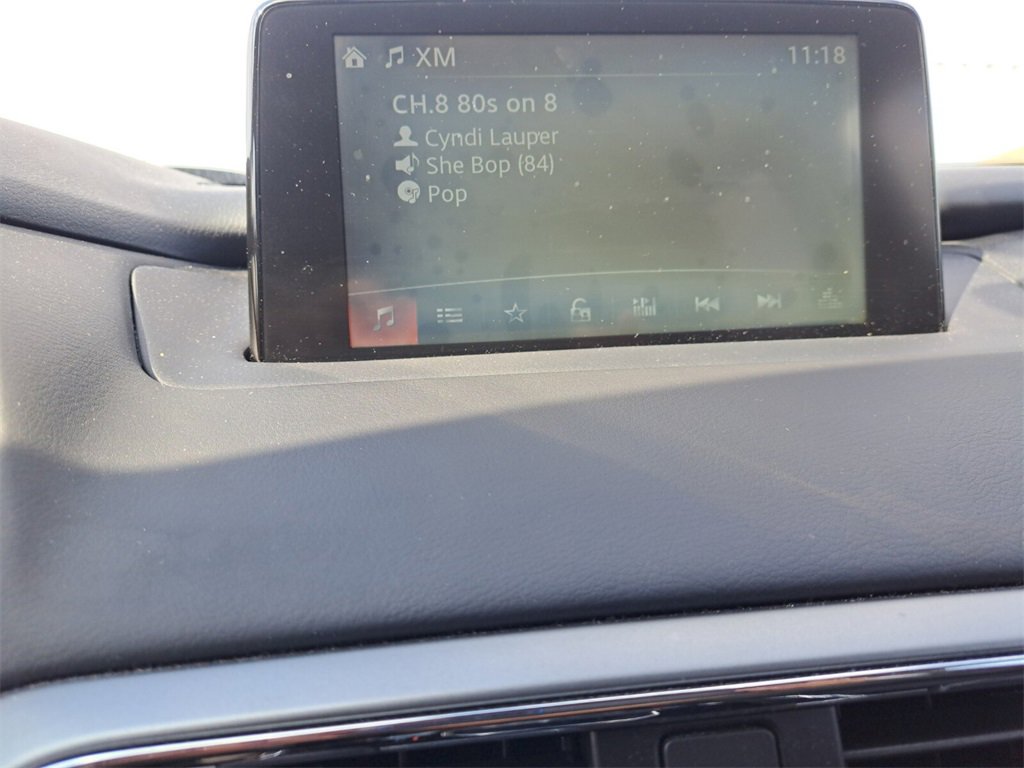 XM 11:18
CH.8 80s on 8
Cyndi Lauper
She Bop (84)
Pop